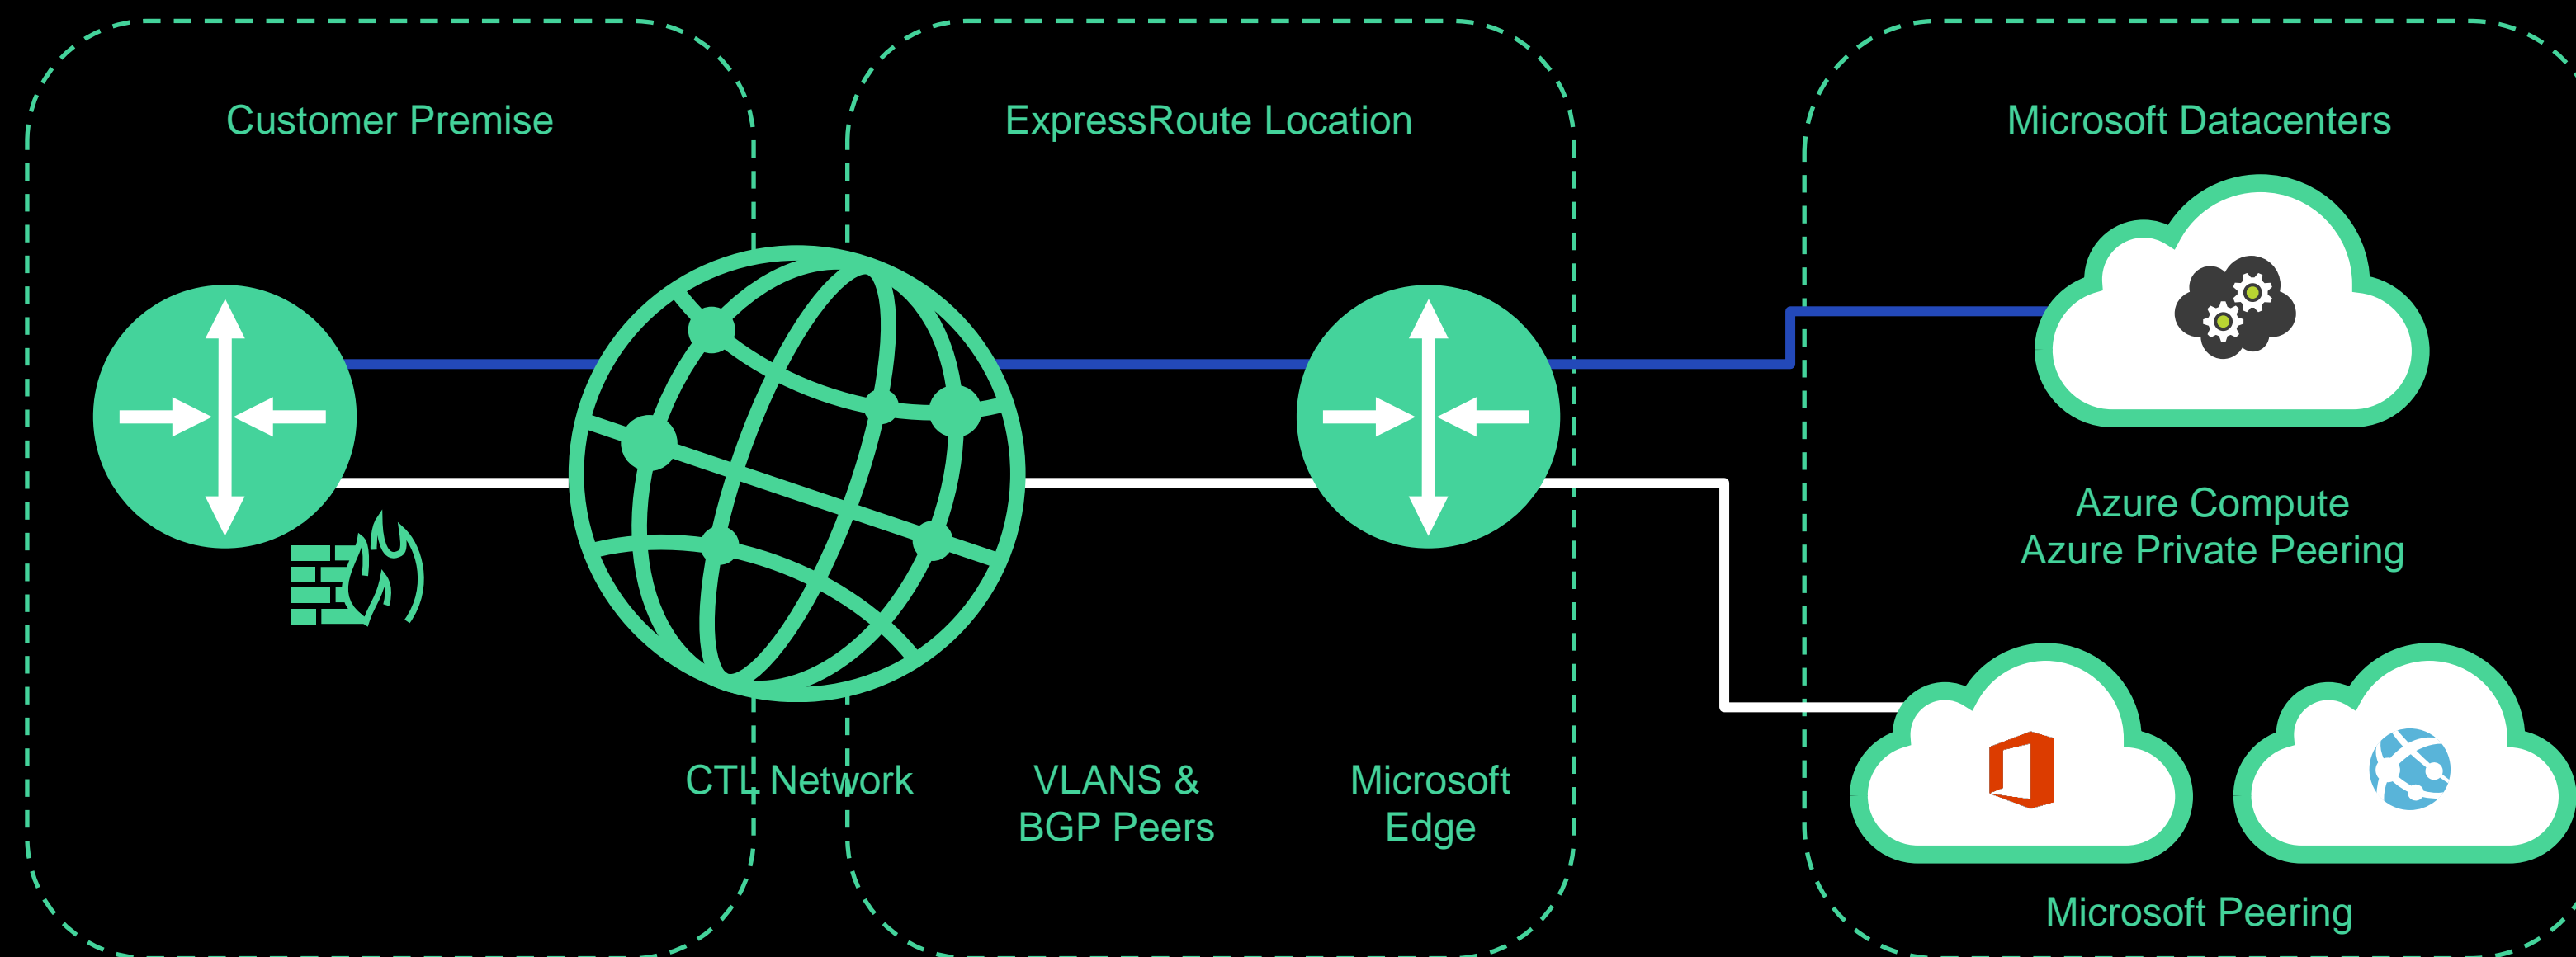 Customer Premise
ExpressRoute Location
Microsoft Datacenters
Azure Compute
Azure Private Peering
CTL Network
VLANS &
BGP Peers
Microsoft
Edge
Microsoft Peering